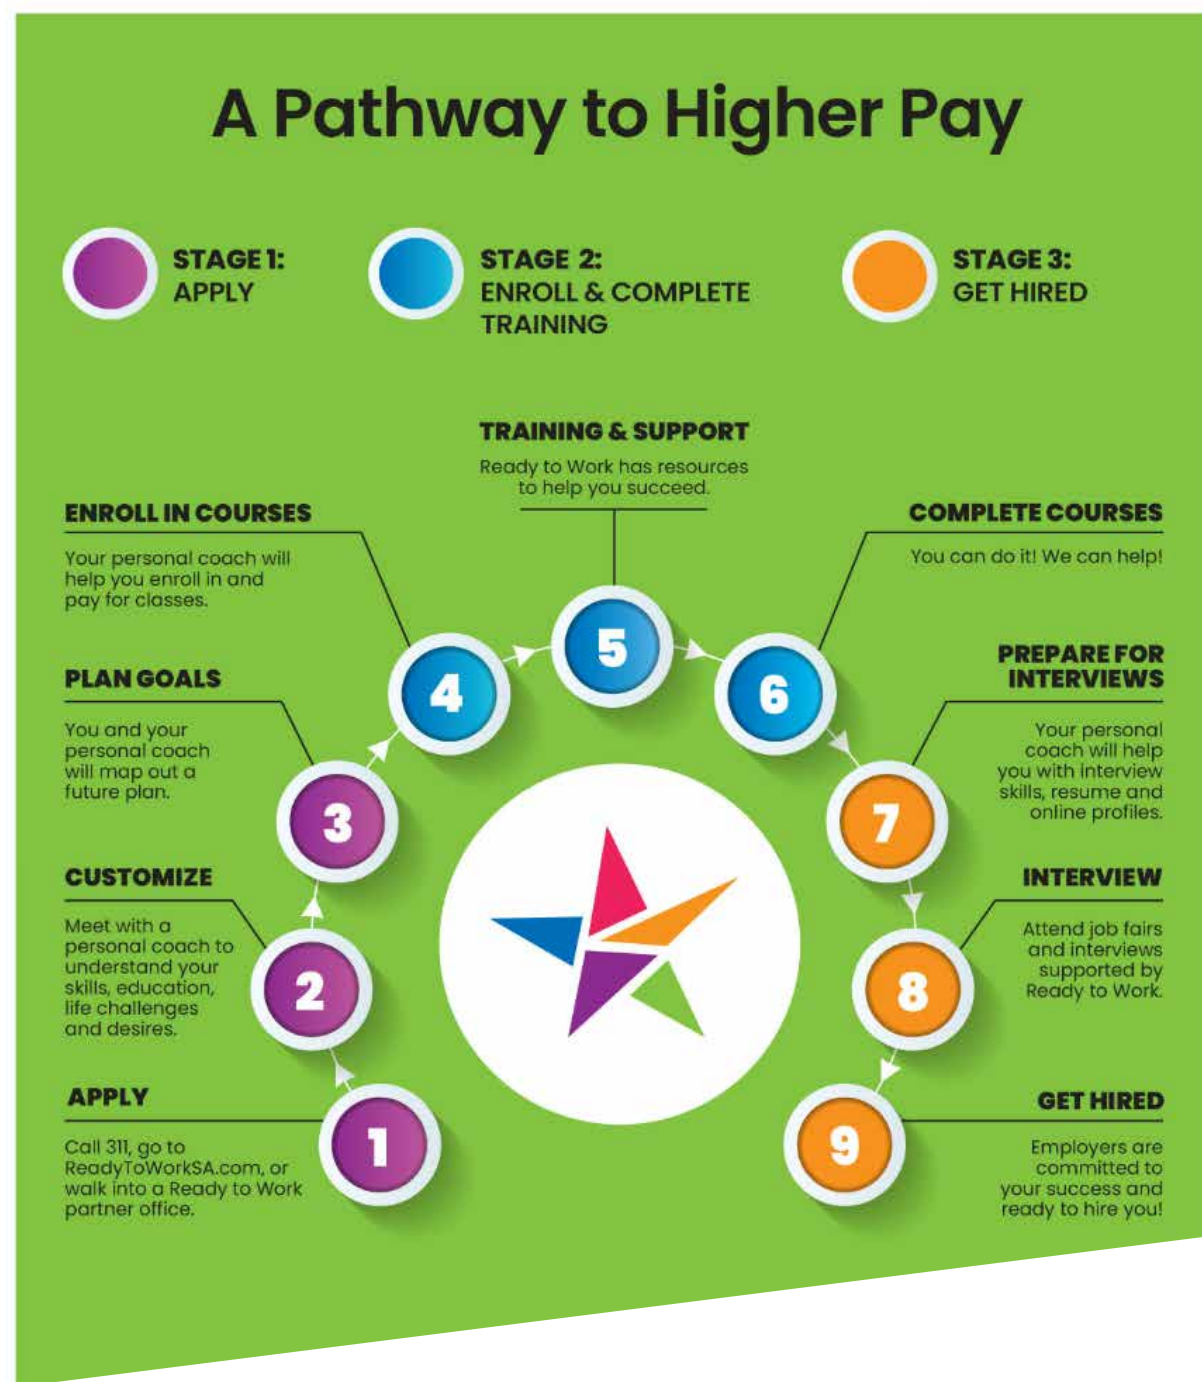 A Pathway to Higher Pay
STAGE 1:
APPLY
STAGE 2:
ENROLL & COMPLETE
TRAINING
STAGE 3:
GET HIRED
APPLY
Call 311, go to
ReadyToWorkSA.com, or
walk into a Ready to Work
partner office.
1
CUSTOMIZE
Meet with a
personal coach to
understand your
skills, education,
life challenges
and desires.
2
PLAN GOALS
You and your
personal coach
will map out a
future plan.
3
ENROLL IN COURSES
Your personal coach will
help you enroll in and
pay for classes.
4
TRAINING & SUPPORT
Ready to Work has resources
to help you succeed.
5
COMPLETE COURSES
You can do it! We can help!
6
PREPARE FOR
INTERVIEWS
Your personal
coach will help
you with interview
skills, resume and
online profiles.
7
INTERVIEW
Attend job fairs
and interviews
supported by
Ready to Work.
8
GET HIRED
Employers are
committed to
your success and
ready to hire you!
9